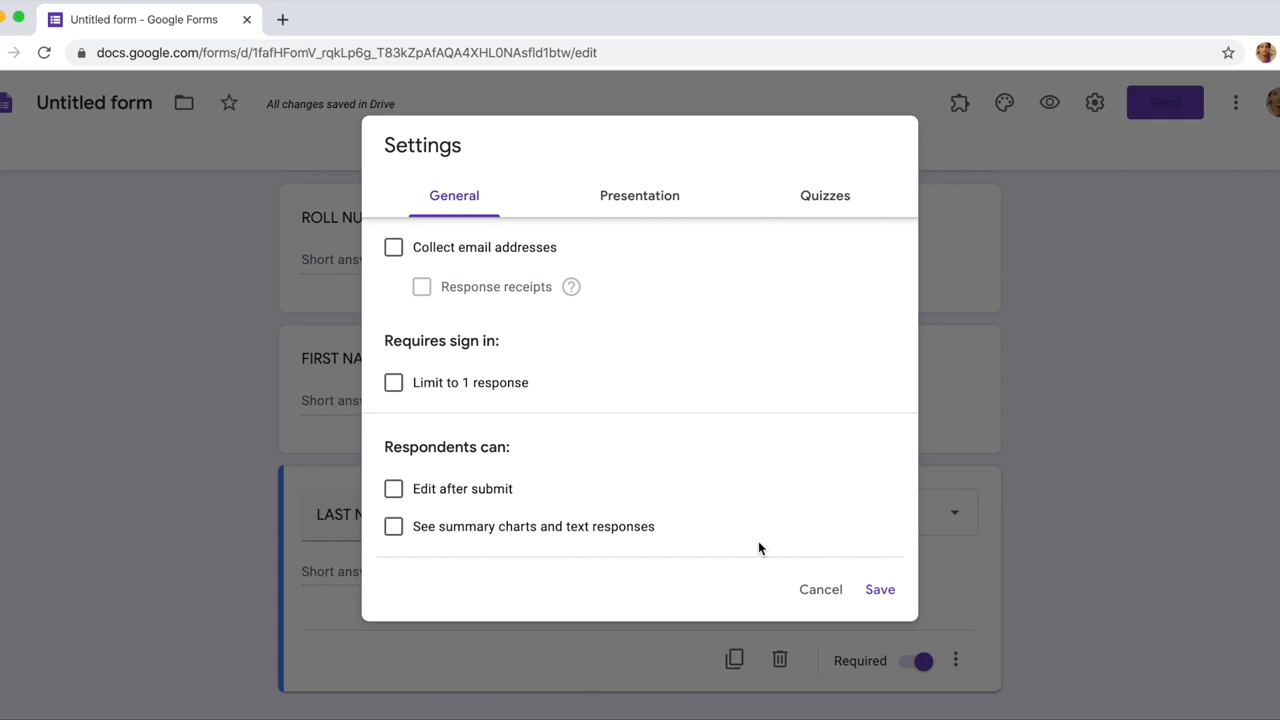 Untitled form - Google Forms
docs.google.com/forms/d/1fafHFomV_rqkLp6g_T83kZpAfAQA4XHL0NAsfld1btw/edit
Untitled form
All changes saved in Drive
Send
Settings
General Presentation Quizzes
ROLL NU
Collect email addresses
Short ans
Response receipts ?
Requires sign in:
FIRST NA
Limit to 1 response
Short ans
Respondents can:
Edit after submit
LAST N
See summary charts and text responses
Short ans
Cancel Save
Required